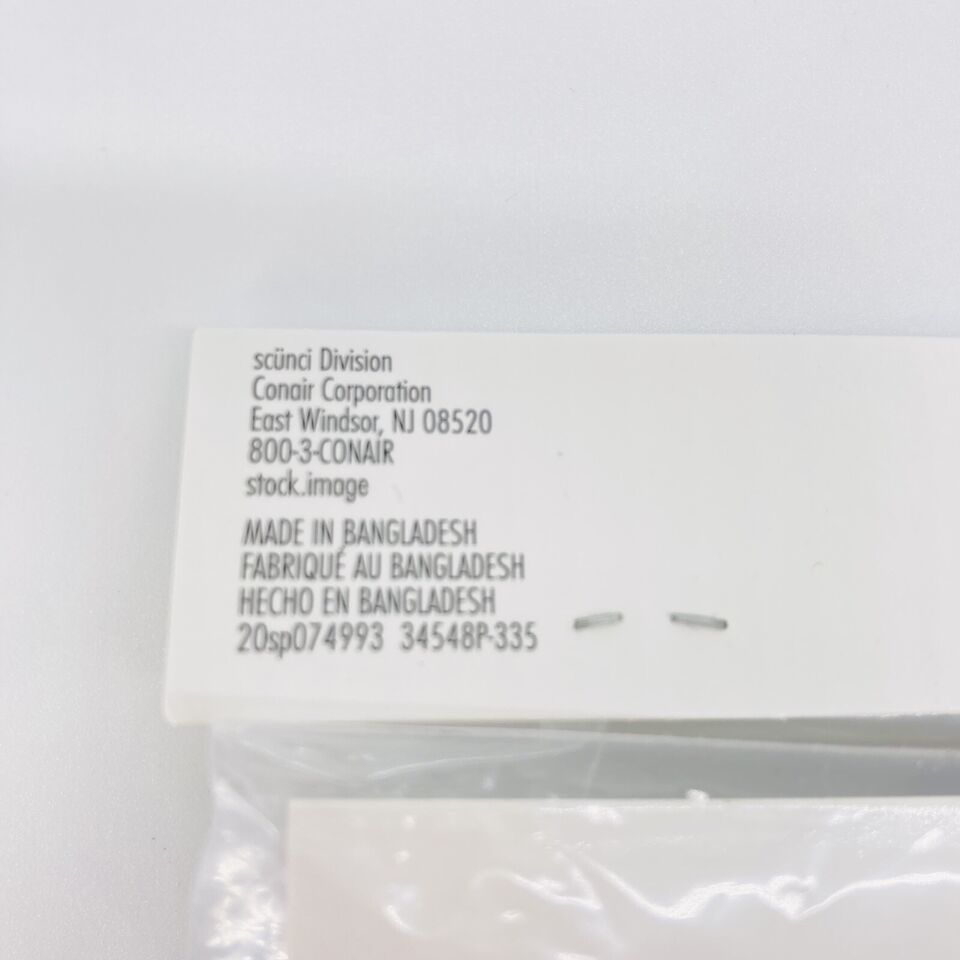 scünci Division
Conair Corporation
East Windsor, NJ 08520
800-3-CONAIR
stock.image
MADE IN BANGLADESH
FABRIQUÉ AU BANGLADESH
HECHO EN BANGLADESH
20sp074993 34548P-335